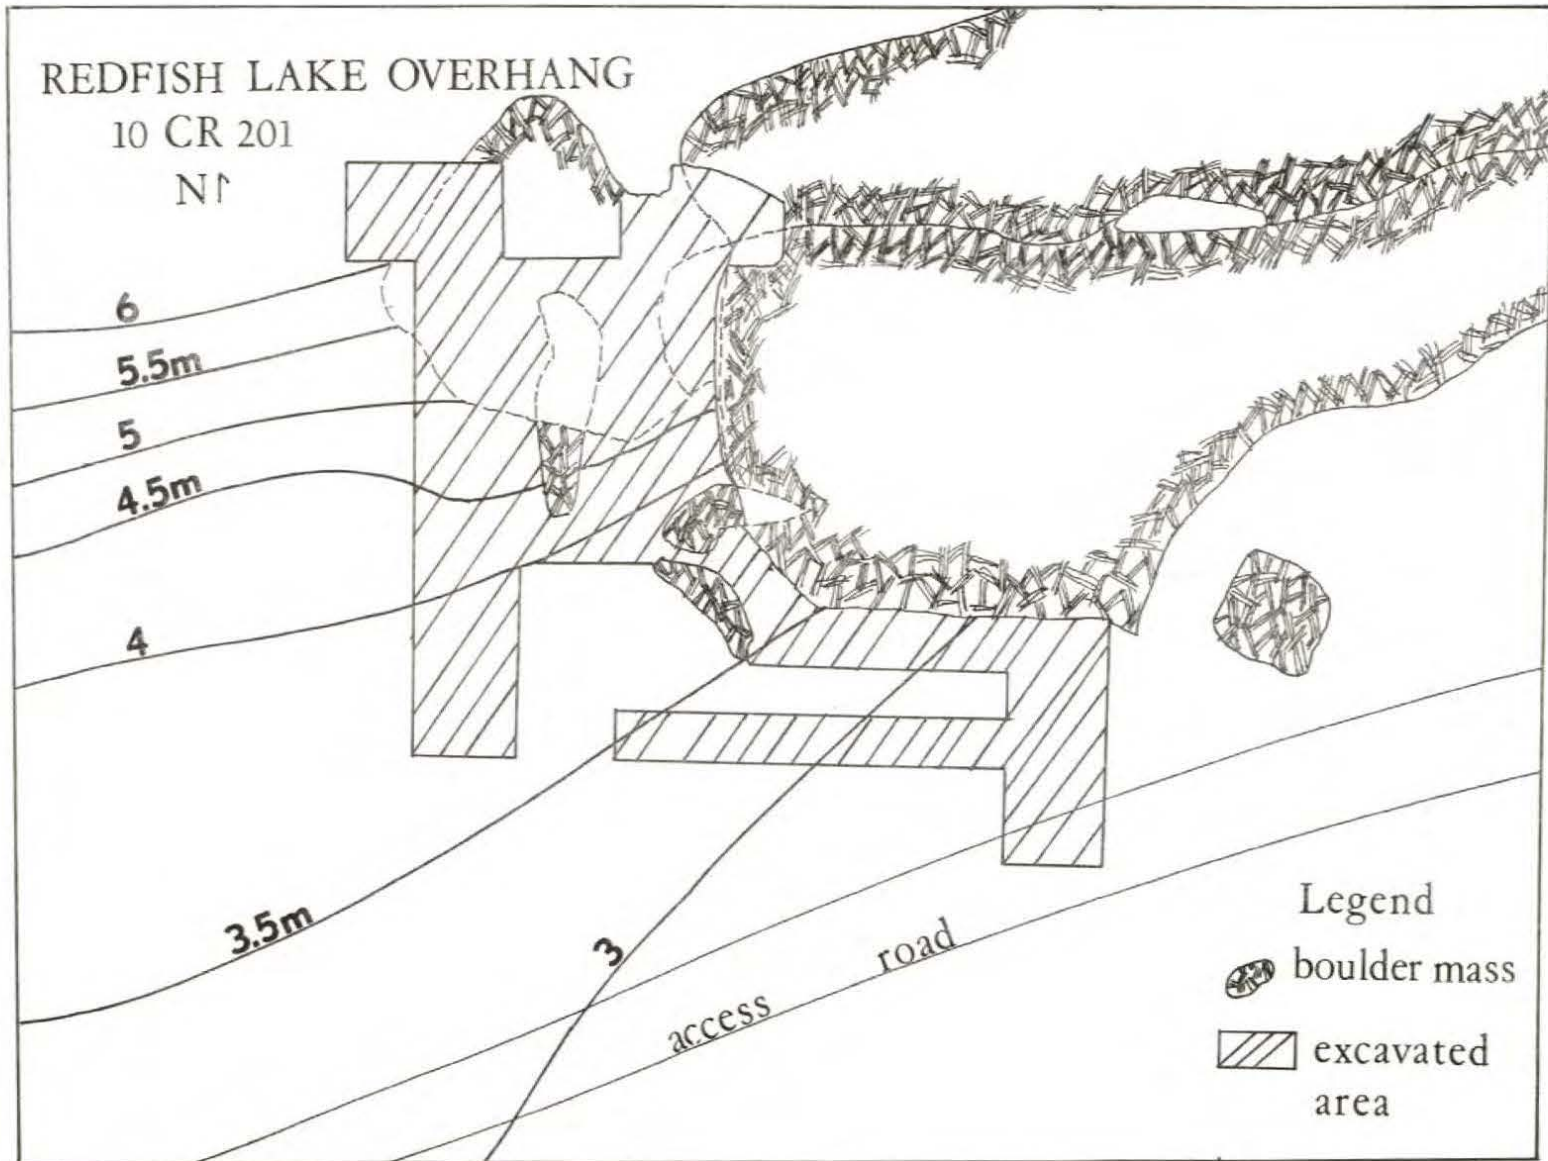 REDFISH LAKE OVERHANG
10 CR 201
N
6
5.5m
5
4.5m
4
3.5m
3
access road
Legend
boulder mass
excavated
area